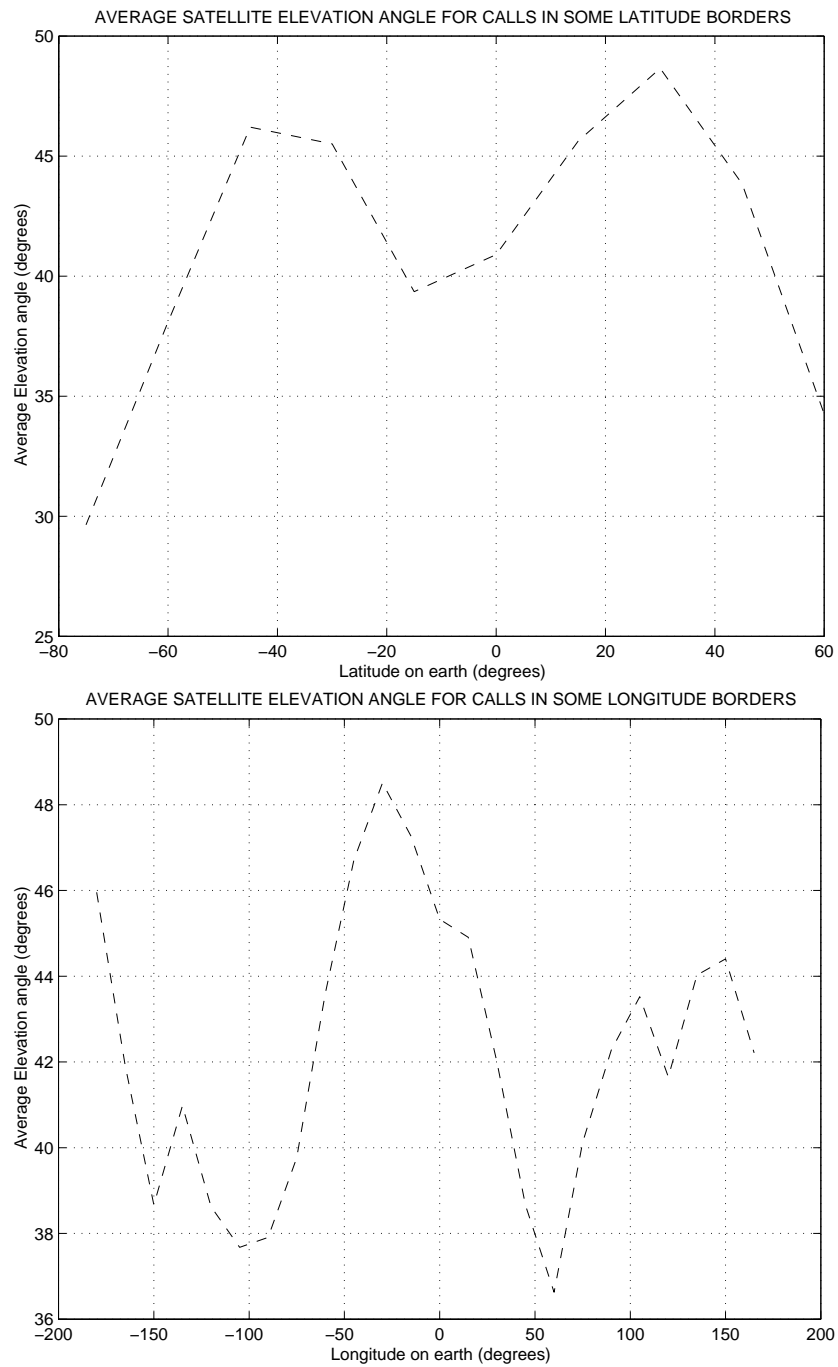 AVERAGE SATELLITE ELEVATION ANGLE FOR CALLS IN SOME LATITUDE BORDERS
50
45
40
35
30
25
Average Elevation angle (degrees)
−80 −60 −40 −20 0 20 40 60
Latitude on earth (degrees)
AVERAGE SATELLITE ELEVATION ANGLE FOR CALLS IN SOME LONGITUDE BORDERS
50
48
46
44
42
40
38
36
Average Elevation angle (degrees)
−200 −150 −100 −50 0 50 100 150 200
Longitude on earth (degrees)